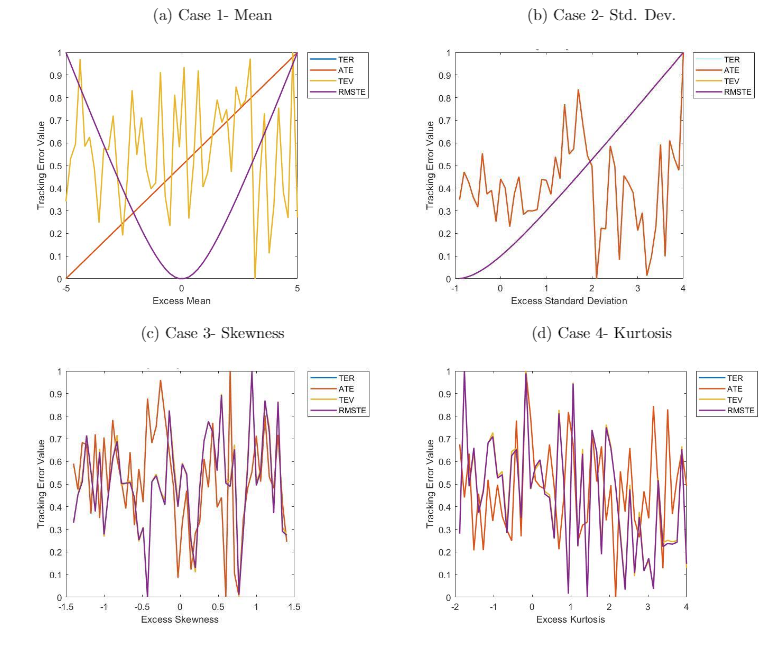 (a) Case 1- Mean
(b) Case 2- Std. Dev.
1
0.9
0.8
0.7
0.6
0.5
0.4
0.3
0.2
0.1
0
-5
0
5
Tracking Error Value
Excess Mean
TER
ATE
TEV
RMSTE
1
0.9
0.8
0.7
0.6
0.5
0.4
0.3
0.2
0.1
0
-1
0
1
2
3
4
Tracking Error Value
Excess Standard Deviation
TER
ATE
TEV
RMSTE
(c) Case 3- Skewness
(d) Case 4- Kurtosis
1
0.9
0.8
0.7
0.6
0.5
0.4
0.3
0.2
0.1
0
-1.5
-1
-0.5
0
0.5
1
1.5
Tracking Error Value
Excess Skewness
TER
ATE
TEV
RMSTE
1
0.9
0.8
0.7
0.6
0.5
0.4
0.3
0.2
0.1
0
-2
-1
0
1
2
3
4
Tracking Error Value
Excess Kurtosis
TER
ATE
TEV
RMSTE